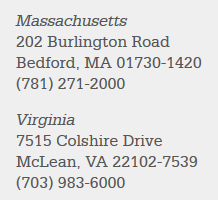 Massachusetts
202 Burlington Road
Bedford, MA 01730-1420
(781) 271-2000
Virginia
7515 Colshire Drive
McLean, VA 22102-7539
(703) 983-6000